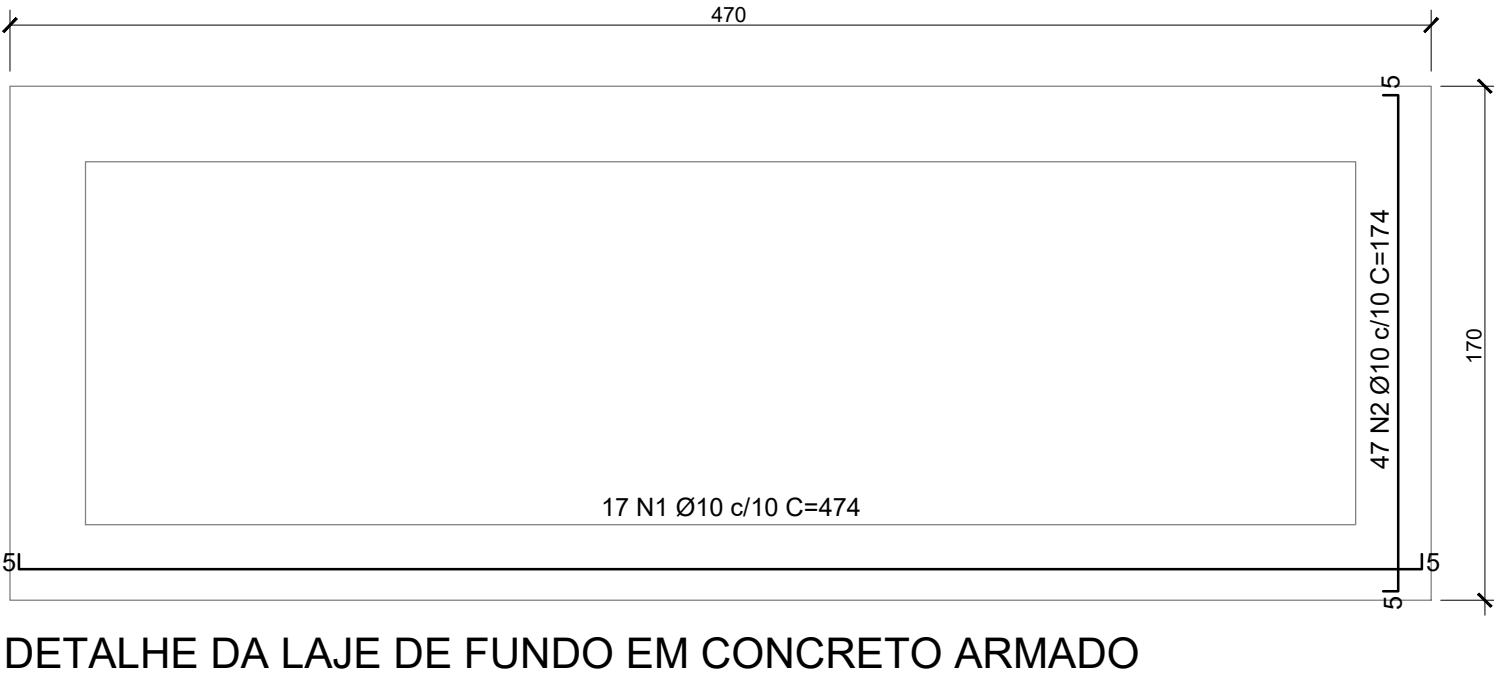 470
5
47 N2 Ø10 c/10 C=174
170
17 N1 Ø10 c/10 C=474
5
5
5
DETALHE DA LAJE DE FUNDO EM CONCRETO ARMADO